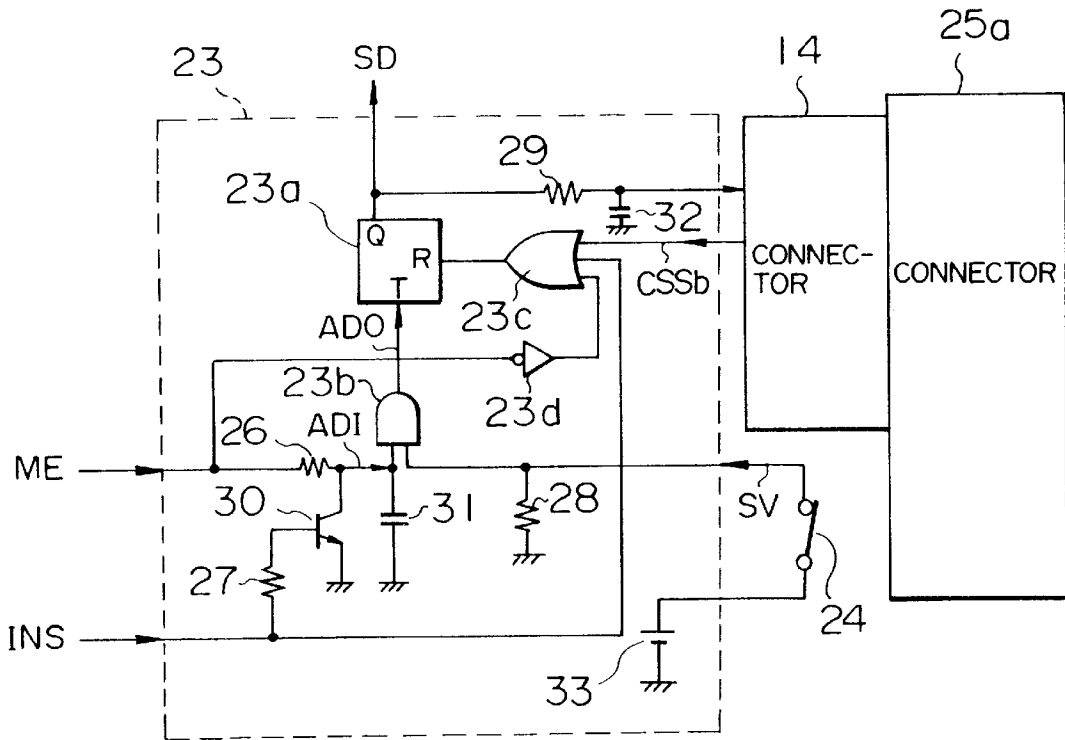 25a
SD
23
14
29
23a
Q
R
T
32
CONNEC-
TOR
CONNECTOR
CSSb
23c
ADO
23b
23d
26
ADI
ME
30
31
28
SV
27
24
INS
33